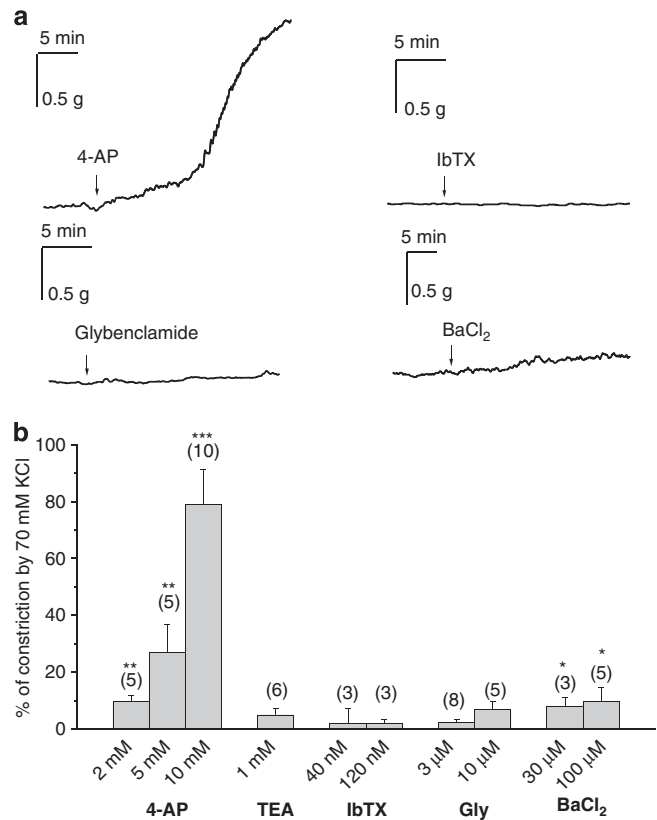 a
5 min
0.5 g
4-AP
5 min
0.5 g
IbTX
0.5 g
Glybenclamide
5 min
0.5 g
BaCl₂
b
% of constriction by 70 mM KCl
100
80
60
40
20
0
**
(5)
**
(5)
***
(10)
(6)
(3)
(3)
(8)
(5)
*
(3)
*
(5)
2 mM
5 mM
10 mM
1 mM
40 nM
120 nM
3 µM
10 µM
30 µM
100 µM
4-AP
TEA
IbTX
Gly
BaCl₂